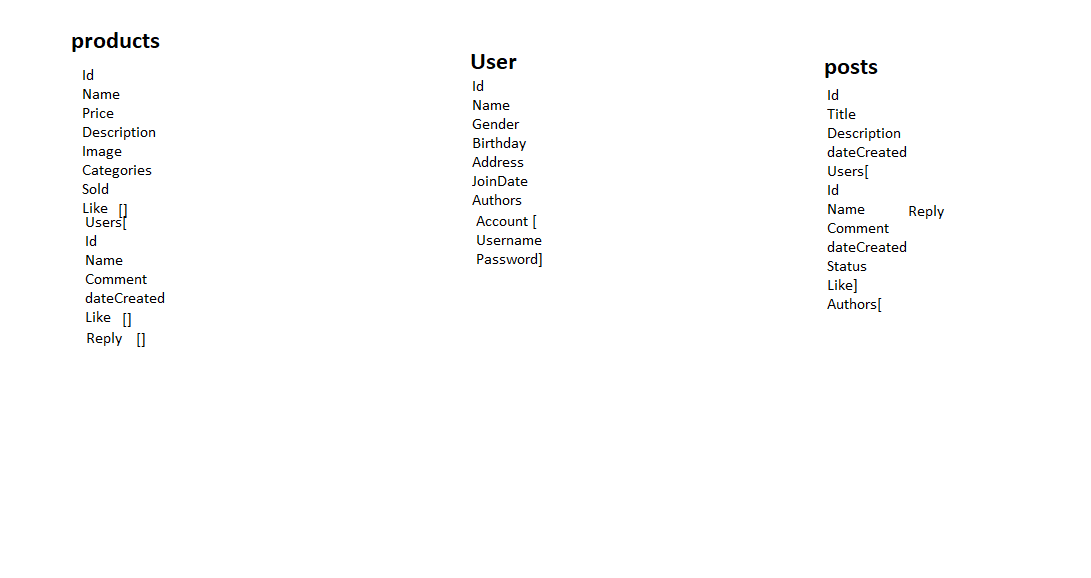 products
Id
Name
Price
Description
Image
Categories
Sold
Like []
Users[
Id
Name
Comment
dateCreated
Like []
Reply []
User
Id
Name
Gender
Birthday
Address
JoinDate
Authors
Account [
Username
Password]
posts
Id
Title
Description
dateCreated
Users[
Id
Name Reply
Comment
dateCreated
Status
Like]
Authors[